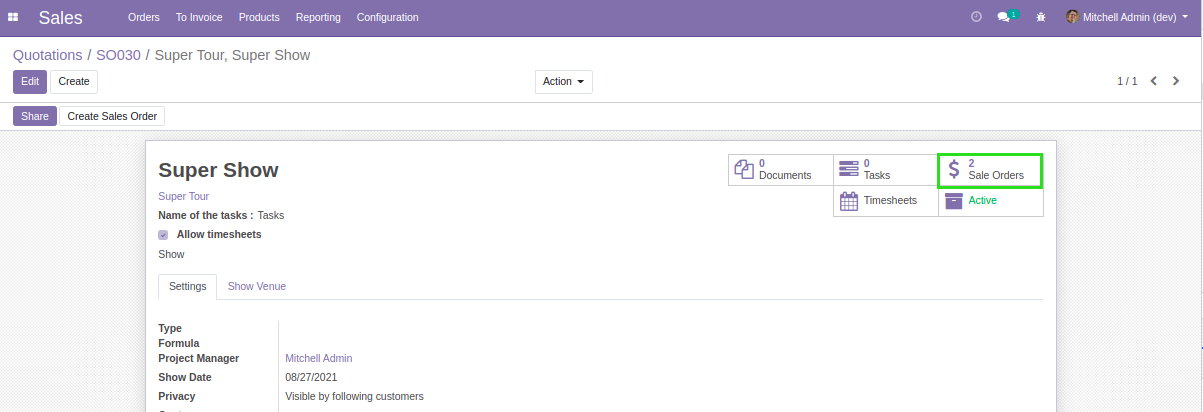 Sales Orders To Invoice Products Reporting Configuration 1 Mitchell Admin (dev)
Quotations / SO030 / Super Tour, Super Show
Edit Create Action 1 / 1
Share Create Sales Order
Super Show
0 Documents
0 Tasks
2 Sale Orders
Timesheets
Active
Super Tour
Name of the tasks : Tasks
Allow timesheets
Show
Settings Show Venue
Type
Formula
Project Manager Mitchell Admin
Show Date 08/27/2021
Privacy Visible by following customers